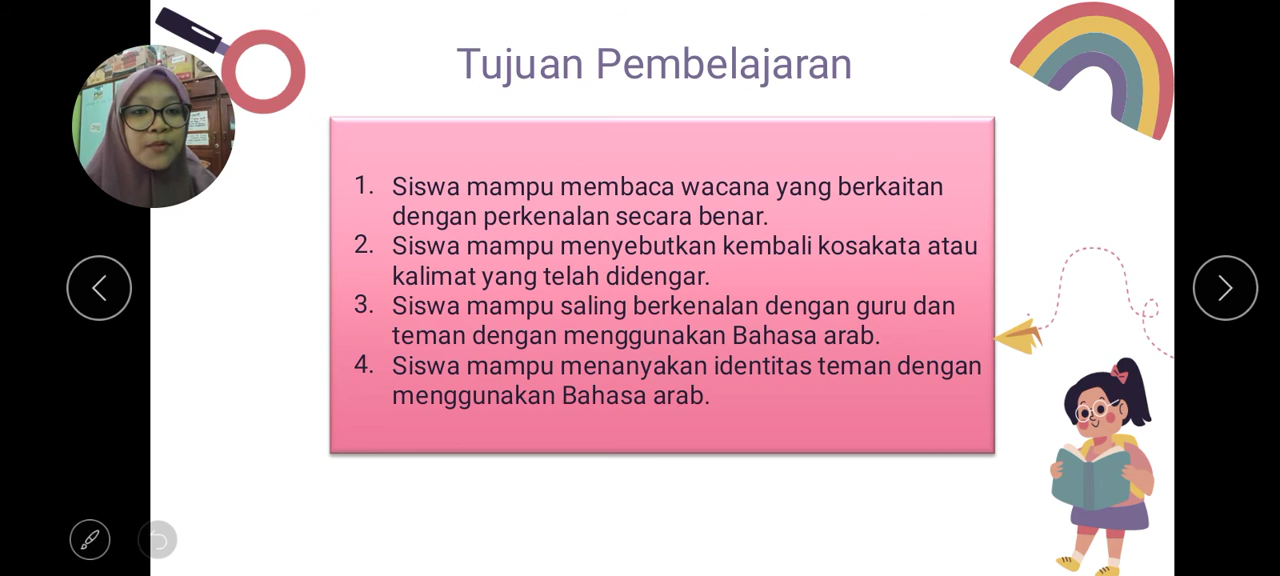 Tujuan Pembelajaran
1. Siswa mampu membaca wacana yang berkaitan
dengan perkenalan secara benar.
2. Siswa mampu menyebutkan kembali kosakata atau
kalimat yang telah didengar.
3. Siswa mampu saling berkenalan dengan guru dan
teman dengan menggunakan Bahasa arab.
4. Siswa mampu menanyakan identitas teman dengan
menggunakan Bahasa arab.